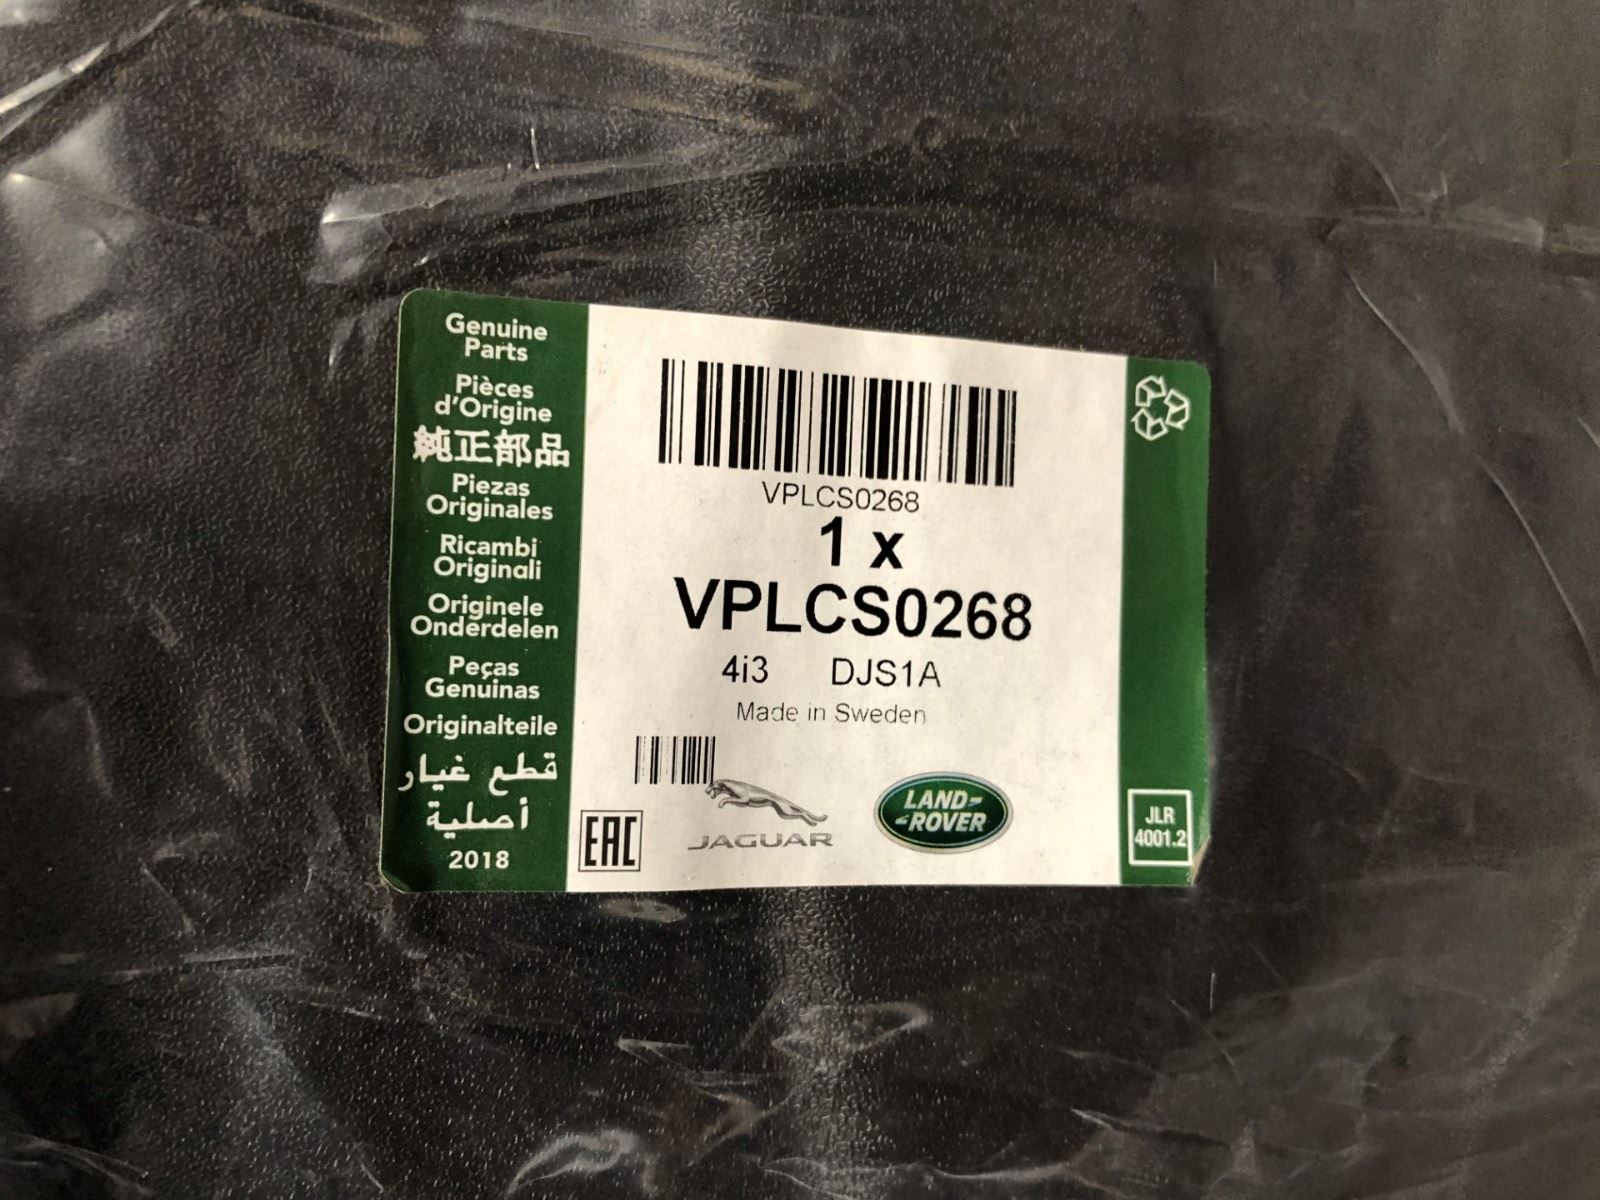 Genuine
Parts
Pièces
d'Origine
純正部品
Piezas
Originales
Ricambi
Originali
Originele
Onderdelen
Peças
Genuinas
Originalteile
قطع غيار
أصلية
2018
VPLCS0268
1 x
VPLCS0268
4i3 DJS1A
Made in Sweden
EAC
JAGUAR
LAND-
-ROVER
JLR
4001.2